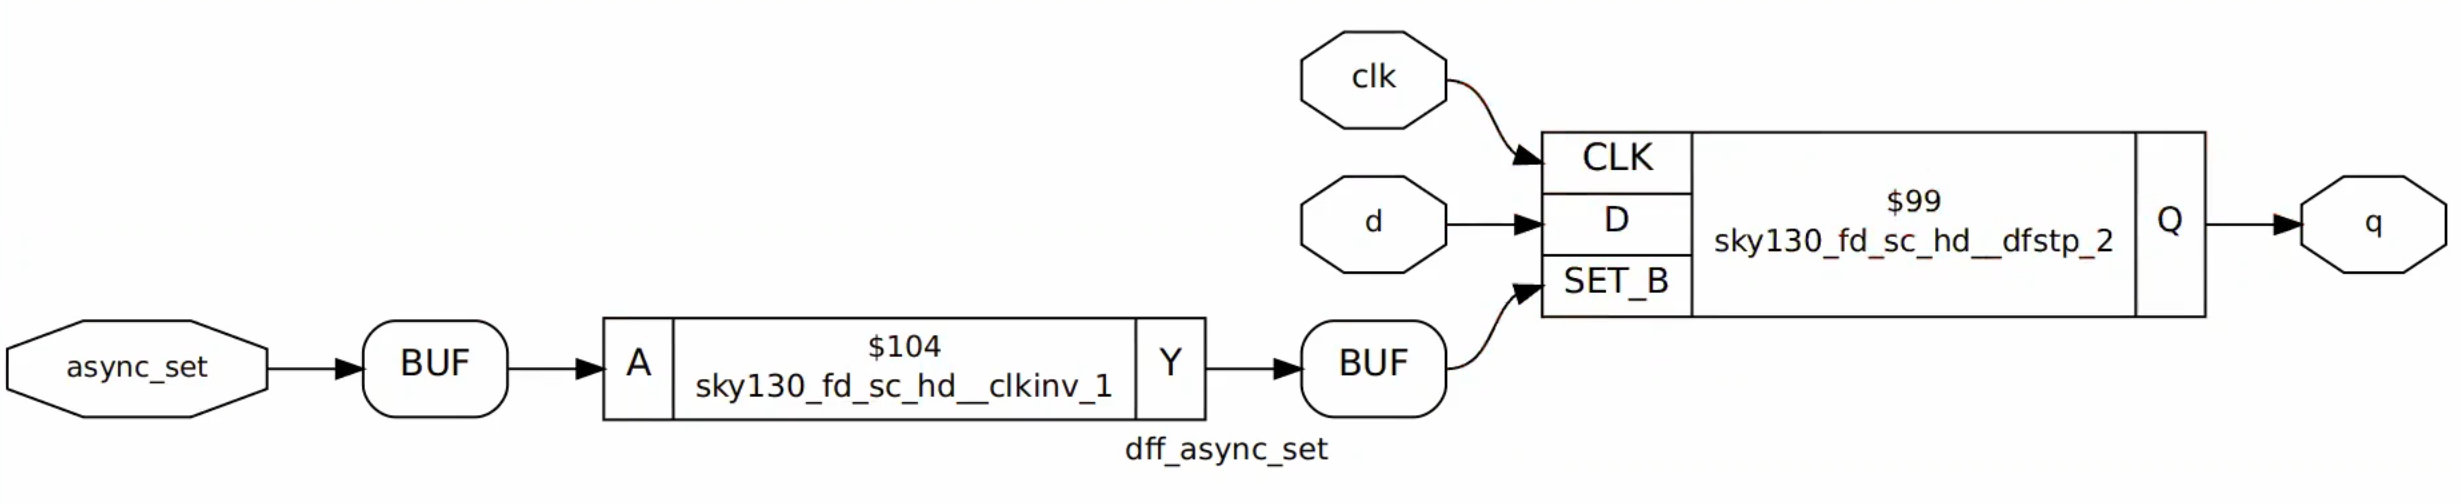 clk
CLK
d
D
$99
sky130_fd_sc_hd__dfstp_2
Q
q
SET_B
async_set
BUF
A
$104
sky130_fd_sc_hd__clkinv_1
Y
BUF
dff_async_set